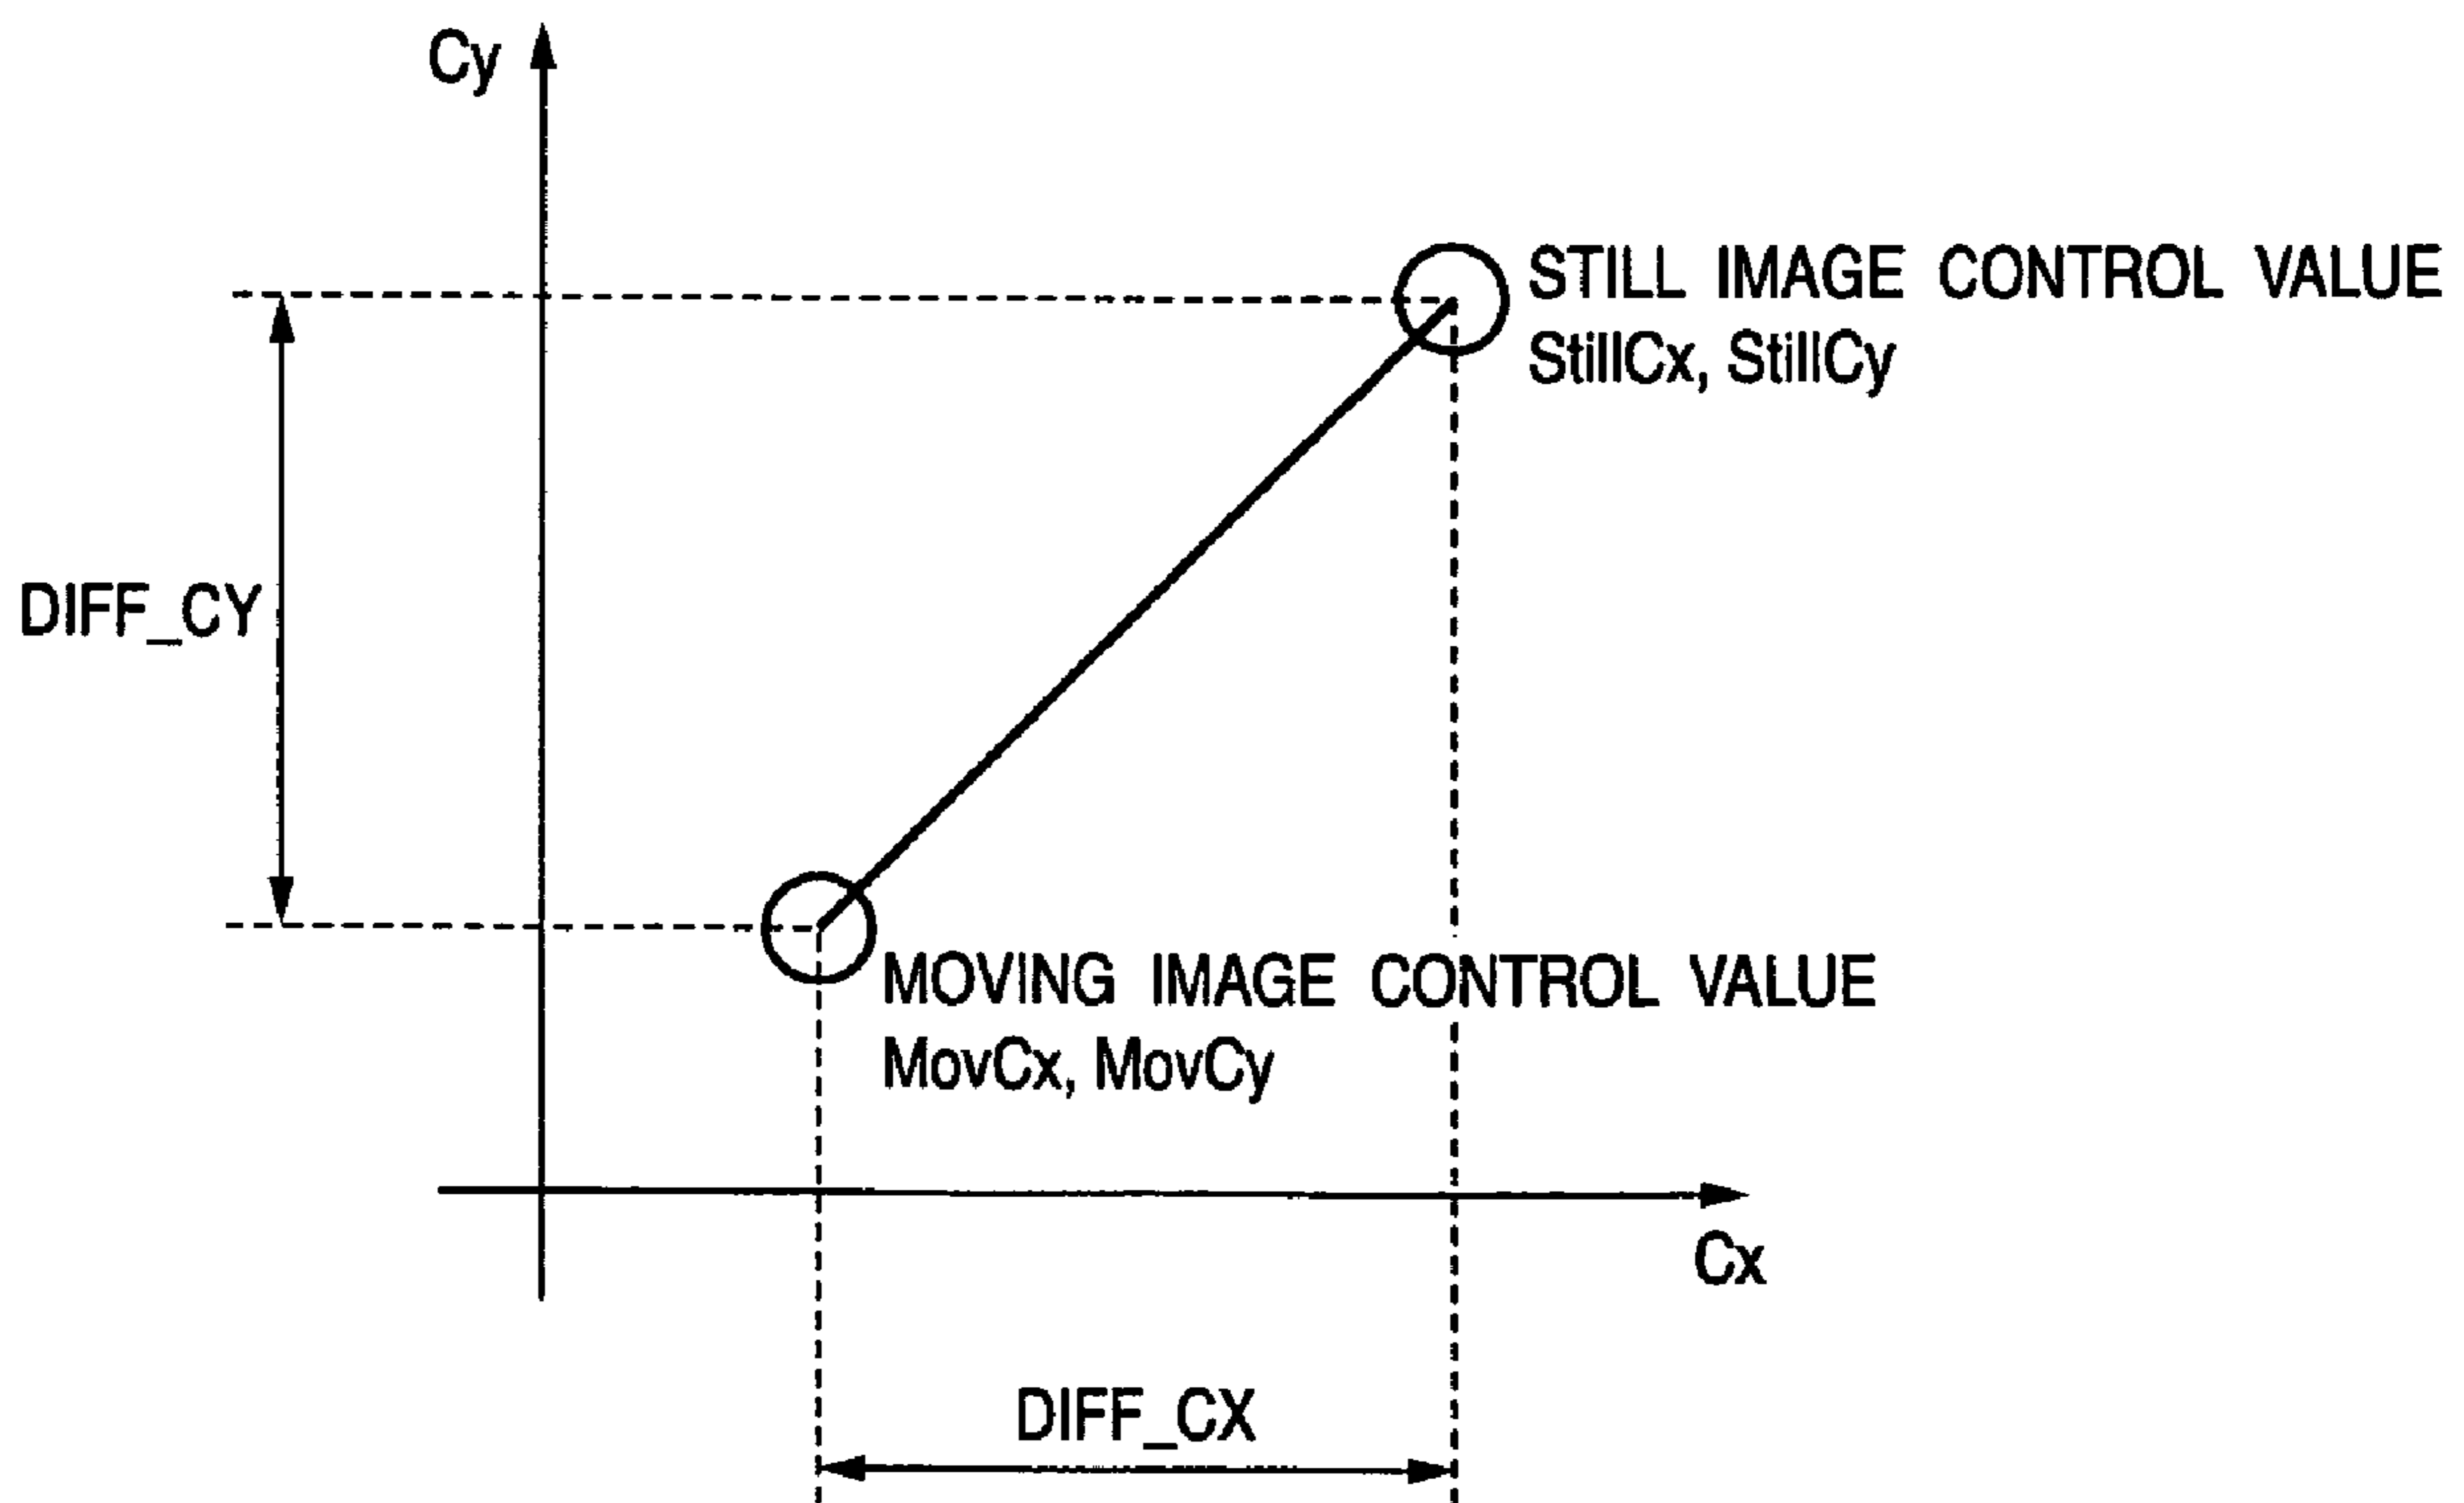 Cy
STILL IMAGE CONTROL VALUE
StillCx, StillCy
DIFF_CY
MOVING IMAGE CONTROL VALUE
MovCx, MovCy
Cx
DIFF_CX